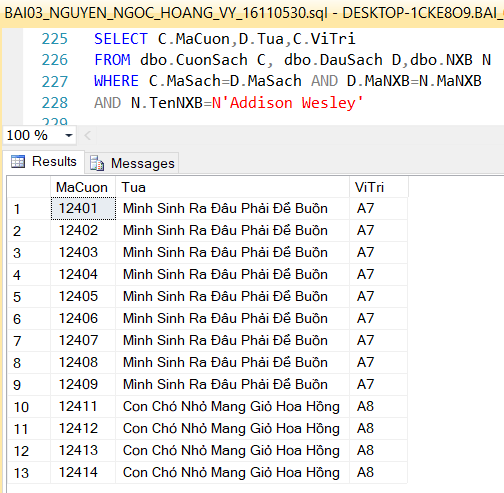 BAI03_NGUYEN_NGOC_HOANG_VY_16110530.sql - DESKTOP-1CKE8O9.BAI_
225 SELECT C.MaCuon,D.Tua,C.ViTri
226 FROM dbo.CuonSach C, dbo.DauSach D,dbo.NXB N
227 WHERE C.MaSach=D.MaSach AND D.MaNXB=N.MaNXB
228 AND N.TenNXB=N'Addison Wesley'
229
100 %
Results Messages
MaCuon Tua ViTri
1 12401 Mình Sinh Ra Đâu Phải Để Buồn A7
2 12402 Mình Sinh Ra Đâu Phải Để Buồn A7
3 12403 Mình Sinh Ra Đâu Phải Để Buồn A7
4 12404 Mình Sinh Ra Đâu Phải Để Buồn A7
5 12405 Mình Sinh Ra Đâu Phải Để Buồn A7
6 12406 Mình Sinh Ra Đâu Phải Để Buồn A7
7 12407 Mình Sinh Ra Đâu Phải Để Buồn A7
8 12408 Mình Sinh Ra Đâu Phải Để Buồn A7
9 12409 Mình Sinh Ra Đâu Phải Để Buồn A7
10 12411 Con Chó Nhỏ Mang Giỏ Hoa Hồng A8
11 12412 Con Chó Nhỏ Mang Giỏ Hoa Hồng A8
12 12413 Con Chó Nhỏ Mang Giỏ Hoa Hồng A8
13 12414 Con Chó Nhỏ Mang Giỏ Hoa Hồng A8